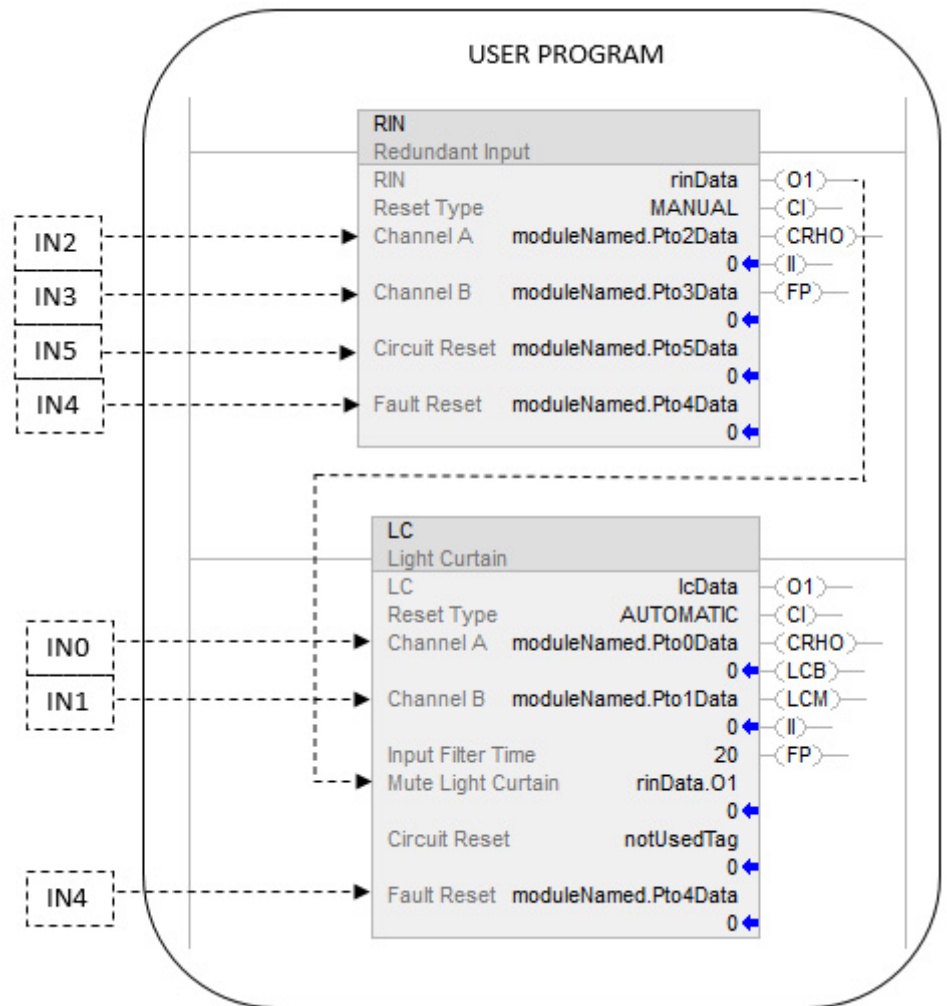 USER PROGRAM
RIN
Redundant Input
RIN rinData O1
Reset Type MANUAL CI
IN2 Channel A moduleNamed.Pto2Data CRHO
0 II
IN3 Channel B moduleNamed.Pto3Data FP
0
IN5 Circuit Reset moduleNamed.Pto5Data
0
IN4 Fault Reset moduleNamed.Pto4Data
0
LC
Light Curtain
LC lcData O1
Reset Type AUTOMATIC CI
IN0 Channel A moduleNamed.Pto0Data CRHO
0 LCB
IN1 Channel B moduleNamed.Pto1Data LCM
0 II
Input Filter Time 20 FP
Mute Light Curtain rinData.O1
0
Circuit Reset notUsedTag
0
IN4 Fault Reset moduleNamed.Pto4Data
0